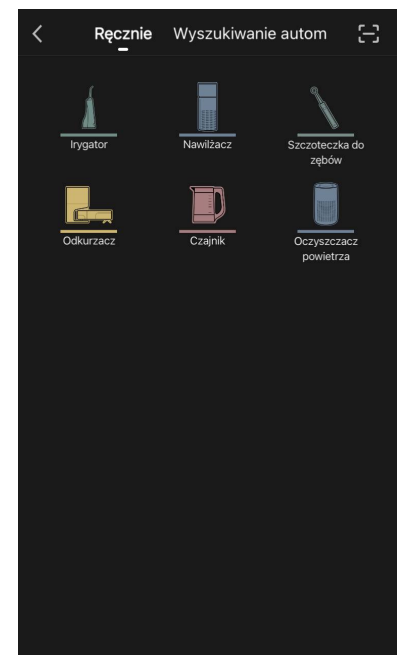 Ręcznie Wyszukiwanie autom
Irygator Nawilżacz Szczoteczka do
zębów
Odkurzacz Czajnik Oczyszczacz
powietrza